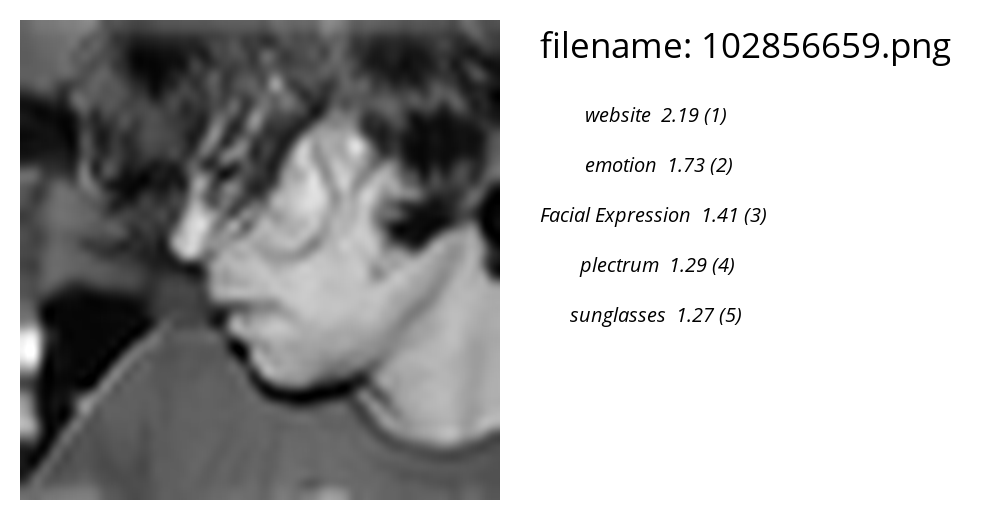 filename: 102856659.png
website 2.19 (1)
emotion 1.73 (2)
Facial Expression 1.41 (3)
plectrum 1.29 (4)
sunglasses 1.27 (5)